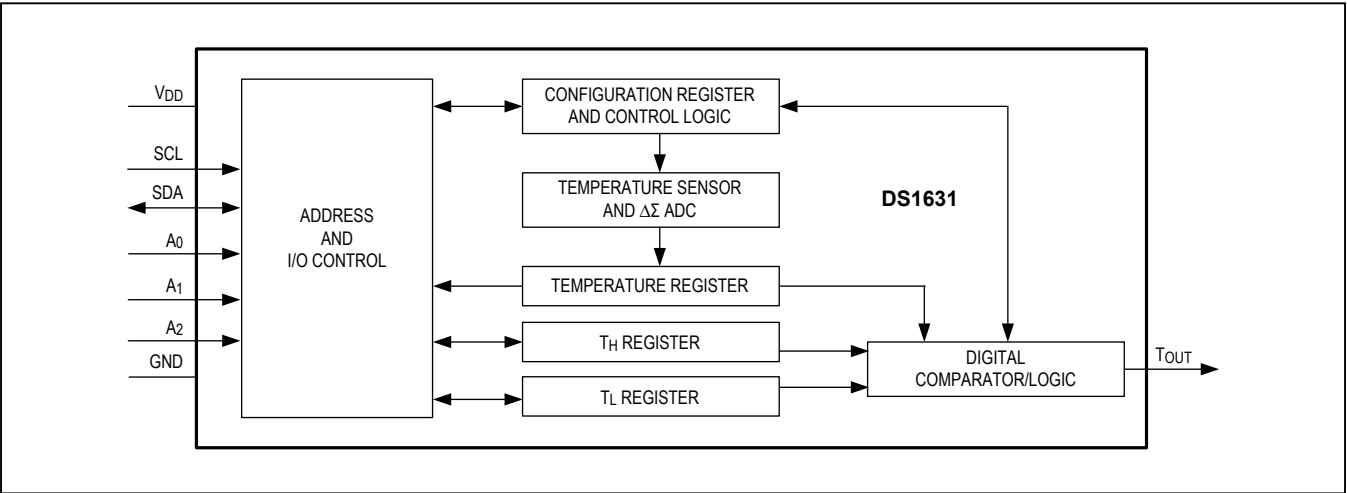 VDD
SCL
SDA
A0
A1
A2
GND
ADDRESS
AND
I/O CONTROL
CONFIGURATION REGISTER
AND CONTROL LOGIC
TEMPERATURE SENSOR
AND ΔΣ ADC
TEMPERATURE REGISTER
TH REGISTER
TL REGISTER
DS1631
DIGITAL
COMPARATOR/LOGIC
TOUT